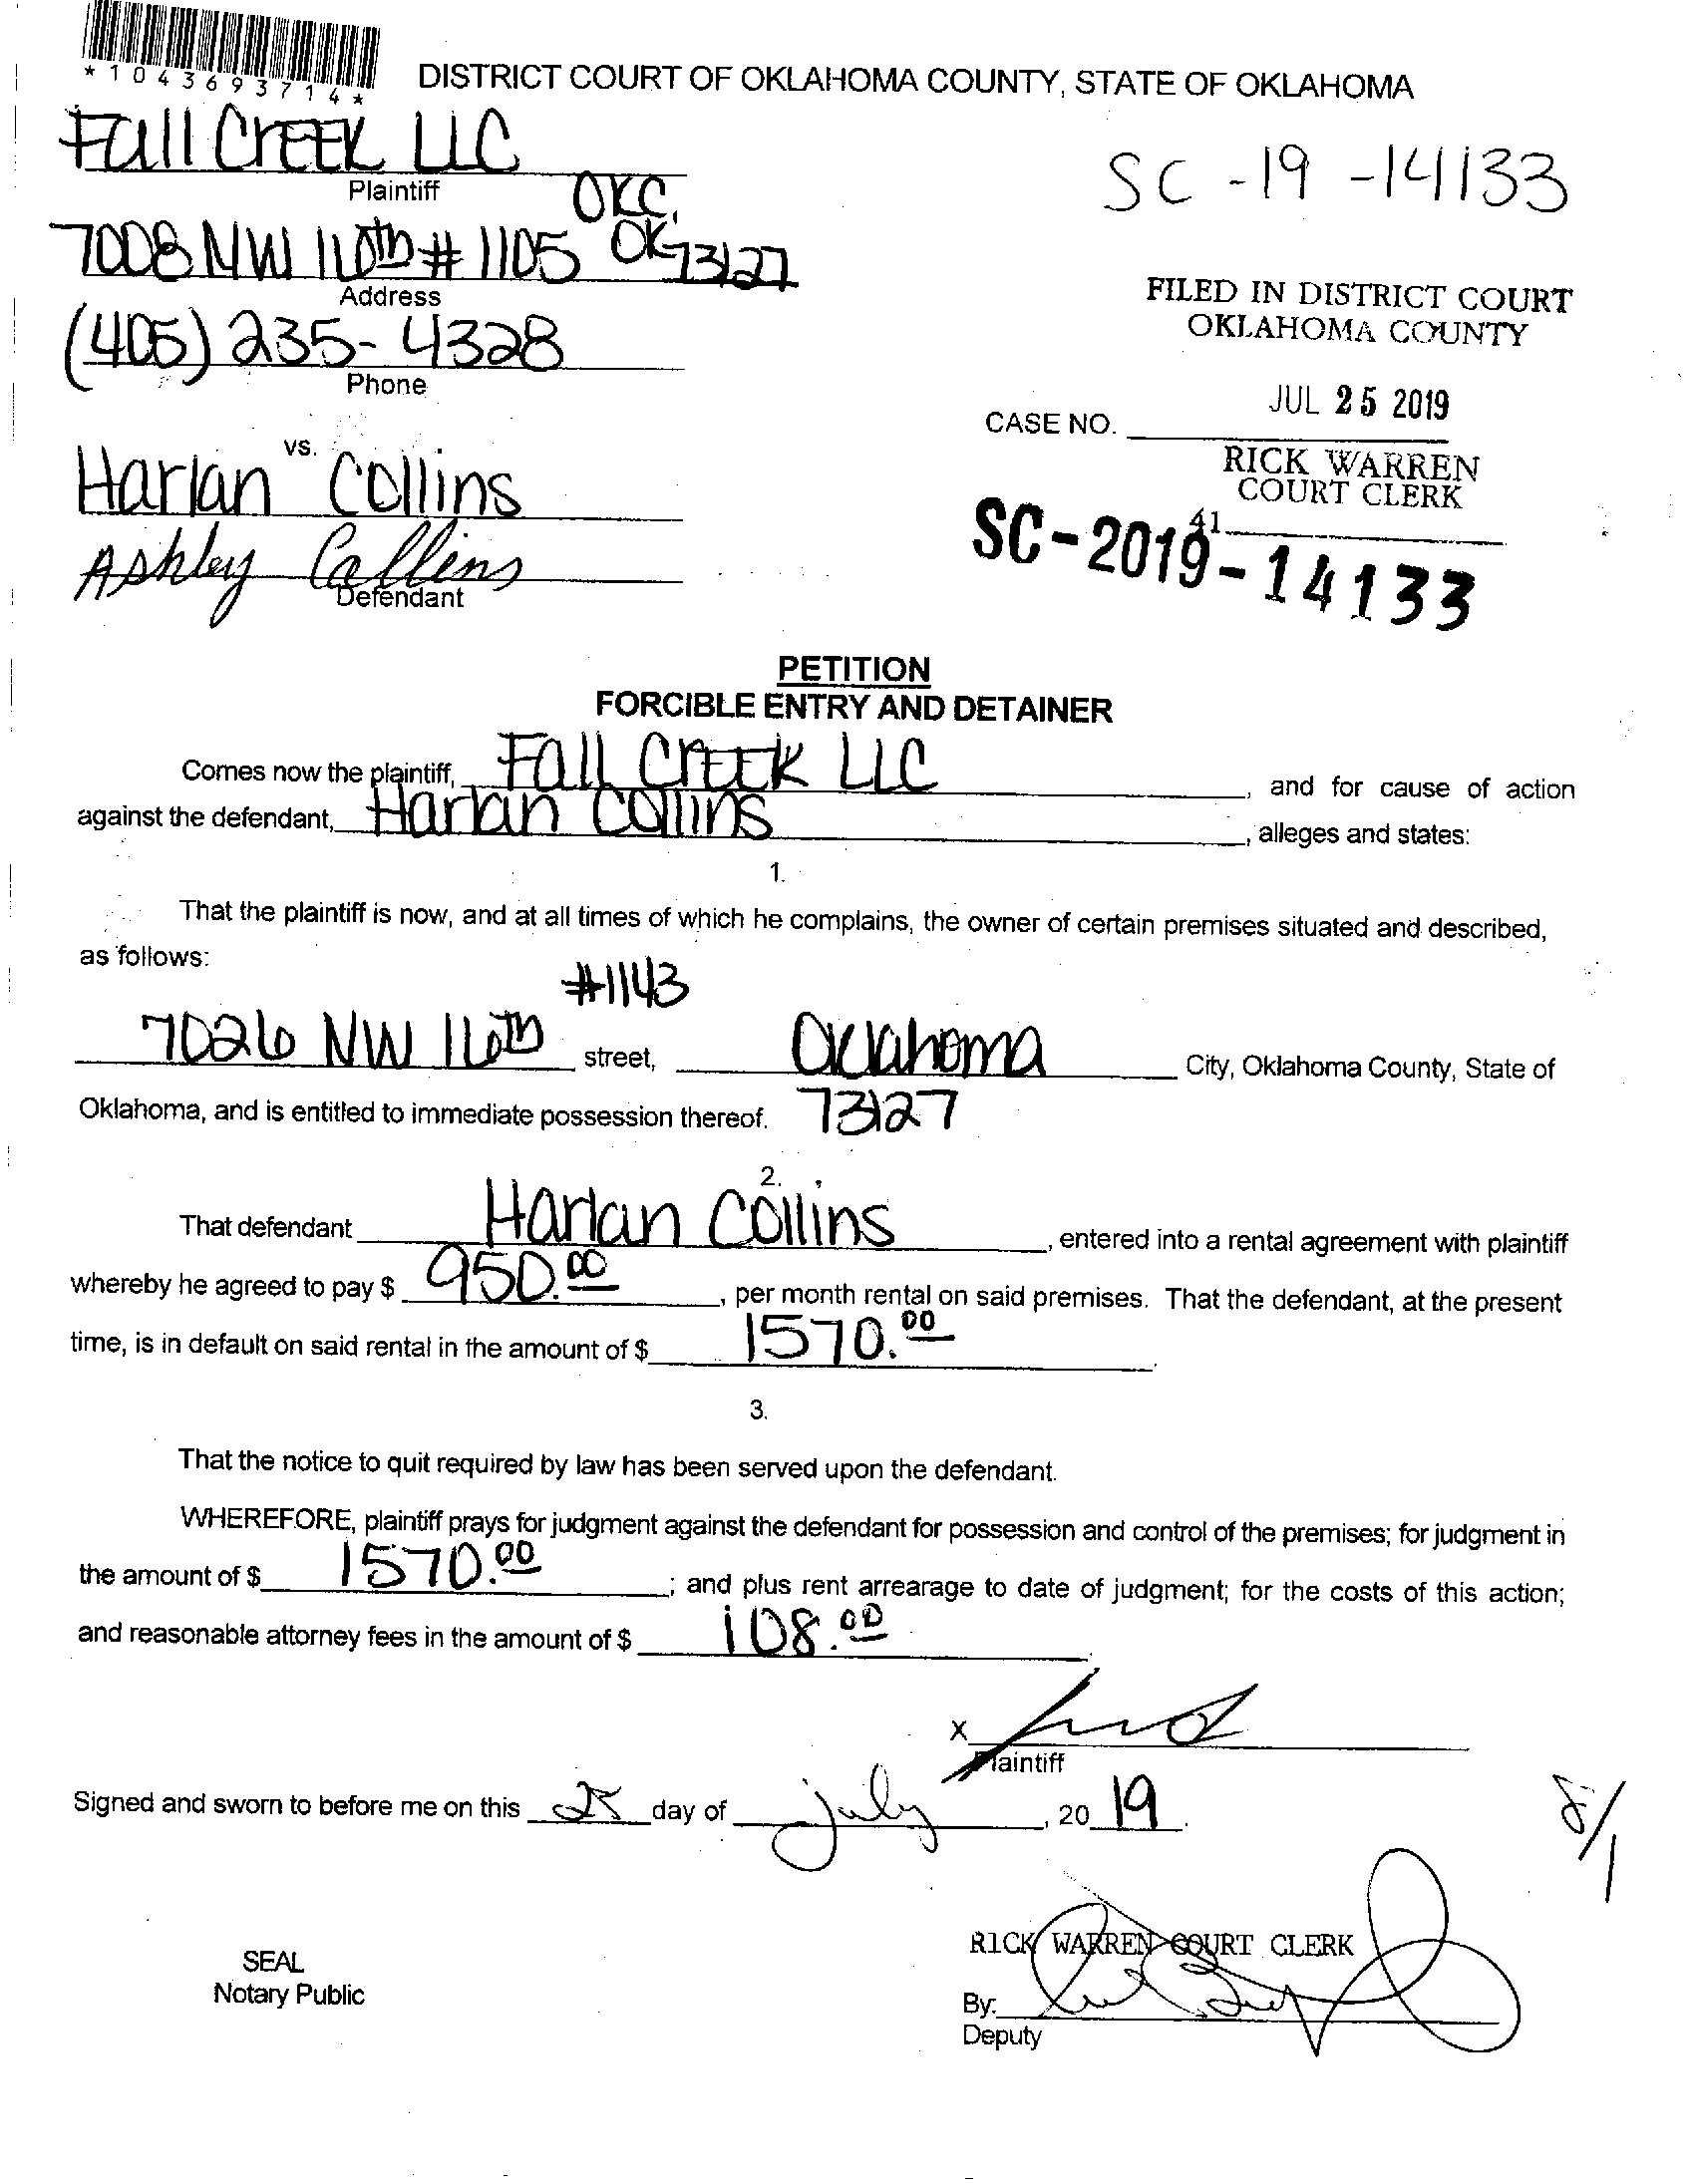 *1043693714*
DISTRICT COURT OF OKLAHOMA COUNTY, STATE OF OKLAHOMA
Fall Creek LLC
Plaintiff
SC-19-14133
OKC,
7008 NW 16th # 1105 OK 73127
Address
FILED IN DISTRICT COURT
OKLAHOMA COUNTY
(405) 235-4328
Phone
JUL 25 2019
CASE NO.
RICK WARREN
COURT CLERK
vs.
Harlan Collins
41
SC-2019-14133
Ashley Collins
Defendant
PETITION
FORCIBLE ENTRY AND DETAINER
Comes now the plaintiff, Fall Creek LLC, and for cause of action
against the defendant, Harlan Collins, alleges and states:
1.
That the plaintiff is now, and at all times of which he complains, the owner of certain premises situated and described,
as follows:
#1143
7026 NW 16th street, Oklahoma City, Oklahoma County, State of
Oklahoma, and is entitled to immediate possession thereof. 73127
2.
That defendant Harlan Collins, entered into a rental agreement with plaintiff
whereby he agreed to pay $ 950.00, per month rental on said premises. That the defendant, at the present
time, is in default on said rental in the amount of $ 1570.00.
3.
That the notice to quit required by law has been served upon the defendant.
WHEREFORE, plaintiff prays for judgment against the defendant for possession and control of the premises; for judgment in
the amount of $ 1570.00; and plus rent arrearage to date of judgment; for the costs of this action;
and reasonable attorney fees in the amount of $ 108.00.
X
Plaintiff
Signed and sworn to before me on this 25 day of July, 2019.
8/1
RICK WARREN COURT CLERK
SEAL
Notary Public
By:
Deputy